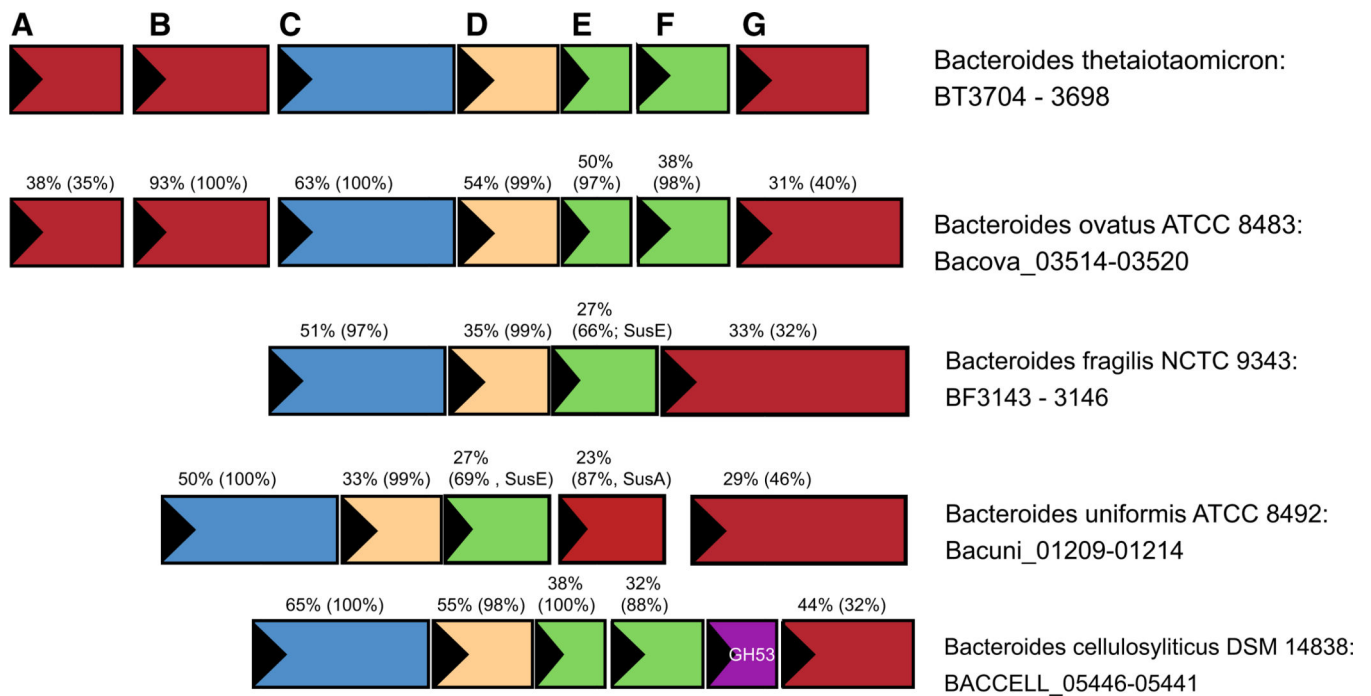 A B C D E F G
Bacteroides thetaiotaomicron:
BT3704 - 3698
38% (35%) 93% (100%) 63% (100%) 54% (99%) 50% (97%) 38% (98%) 31% (40%)
Bacteroides ovatus ATCC 8483:
Bacova_03514-03520
51% (97%) 35% (99%) 27% (66%; SusE) 33% (32%)
Bacteroides fragilis NCTC 9343:
BF3143 - 3146
50% (100%) 33% (99%) 27% (69% , SusE) 23% (87%, SusA) 29% (46%)
Bacteroides uniformis ATCC 8492:
Bacuni_01209-01214
65% (100%) 55% (98%) 38% (100%) 32% (88%) 44% (32%)
GH53
Bacteroides cellulosyliticus DSM 14838:
BACCELL_05446-05441